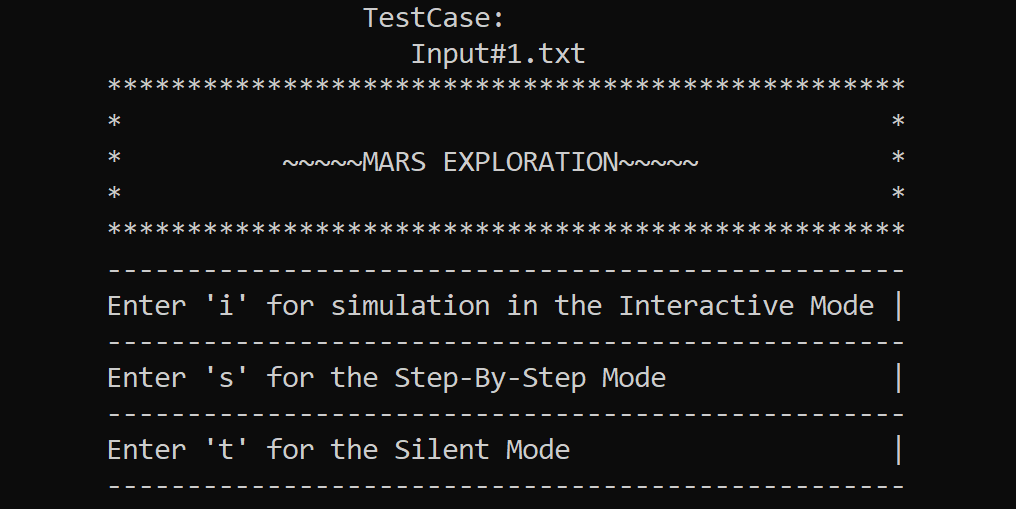 TestCase:
Input#1.txt
**************************************************
* *
* ~~~~~MARS EXPLORATION~~~~~ *
* *
**************************************************
--------------------------------------------------
Enter 'i' for simulation in the Interactive Mode |
--------------------------------------------------
Enter 's' for the Step-By-Step Mode |
--------------------------------------------------
Enter 't' for the Silent Mode |
--------------------------------------------------